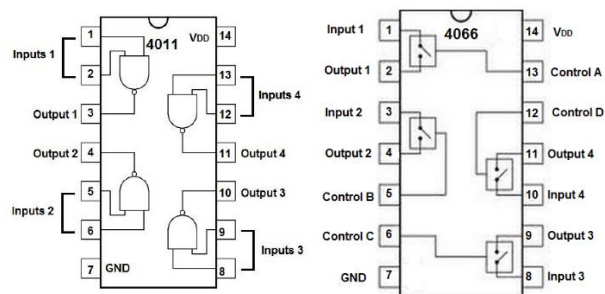 4011
1
2
3
4
5
6
7
14
13
12
11
10
9
8
Inputs 1
Output 1
Output 2
Inputs 2
GND
VDD
Inputs 4
Output 4
Output 3
Inputs 3
4066
Input 1
1
Output 1
2
Input 2
3
Output 2
4
Control B
5
Control C
6
GND
7
14
VDD
13
Control A
12
Control D
11
Output 4
10
Input 4
9
Output 3
8
Input 3